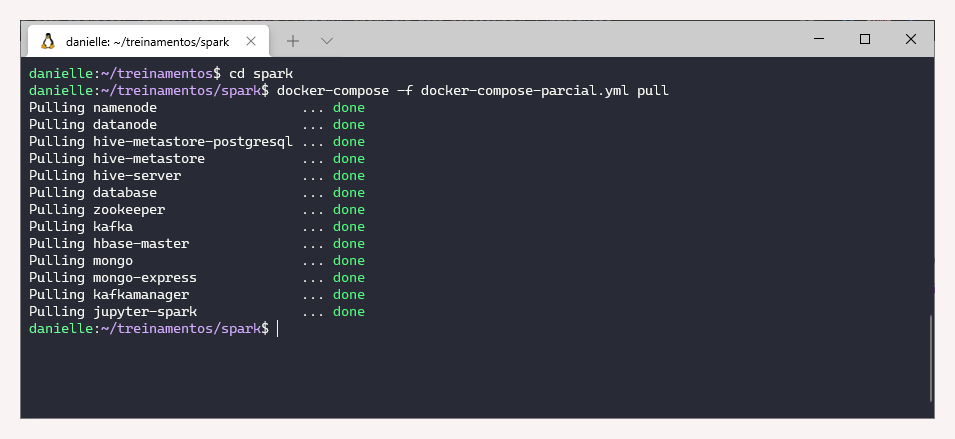 danielle: ~/treinamentos/spark
danielle:~/treinamentos$ cd spark
danielle:~/treinamentos/spark$ docker-compose -f docker-compose-parcial.yml pull
Pulling namenode ... done
Pulling datanode ... done
Pulling hive-metastore-postgresql ... done
Pulling hive-metastore ... done
Pulling hive-server ... done
Pulling database ... done
Pulling zookeeper ... done
Pulling kafka ... done
Pulling hbase-master ... done
Pulling mongo ... done
Pulling mongo-express ... done
Pulling kafkamanager ... done
Pulling jupyter-spark ... done
danielle:~/treinamentos/spark$